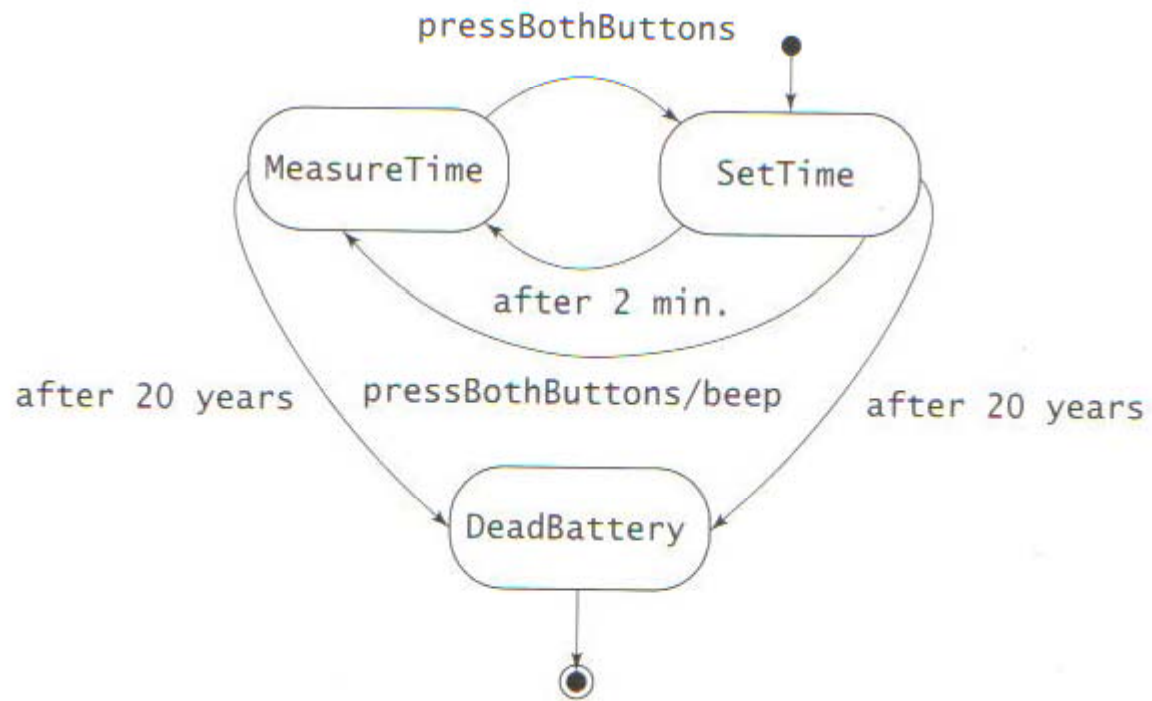 pressBothButtons
MeasureTime
SetTime
after 2 min.
pressBothButtons/beep
after 20 years
after 20 years
DeadBattery